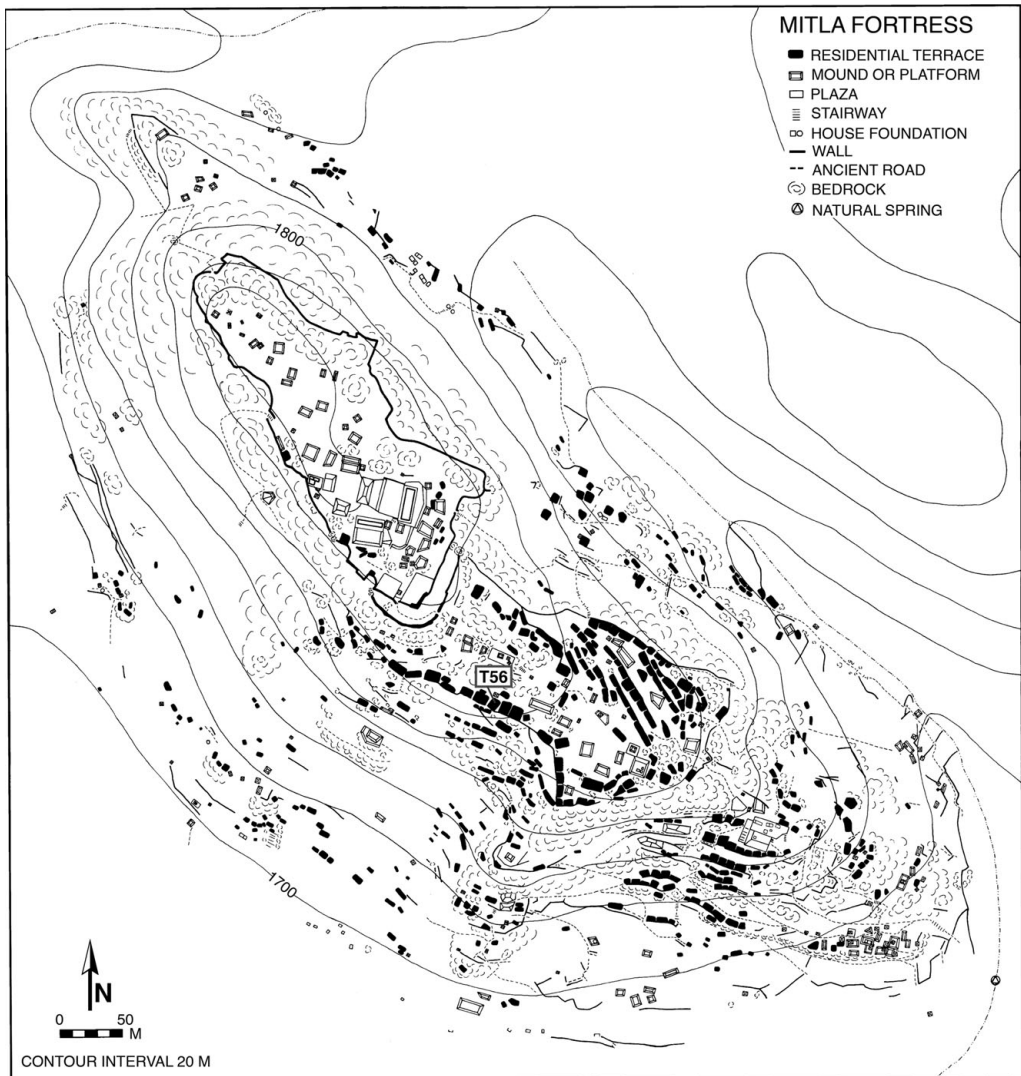 MITLA FORTRESS
RESIDENTIAL TERRACE
MOUND OR PLATFORM
PLAZA
STAIRWAY
HOUSE FOUNDATION
WALL
ANCIENT ROAD
BEDROCK
NATURAL SPRING
1800
T56
1700
N
0 50
M
CONTOUR INTERVAL 20 M